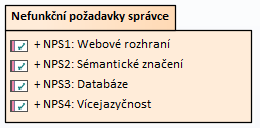 Nefunkční požadavky správce
+ NPS1: Webové rozhraní
+ NPS2: Sémantické značení
+ NPS3: Databáze
+ NPS4: Vícejazyčnost